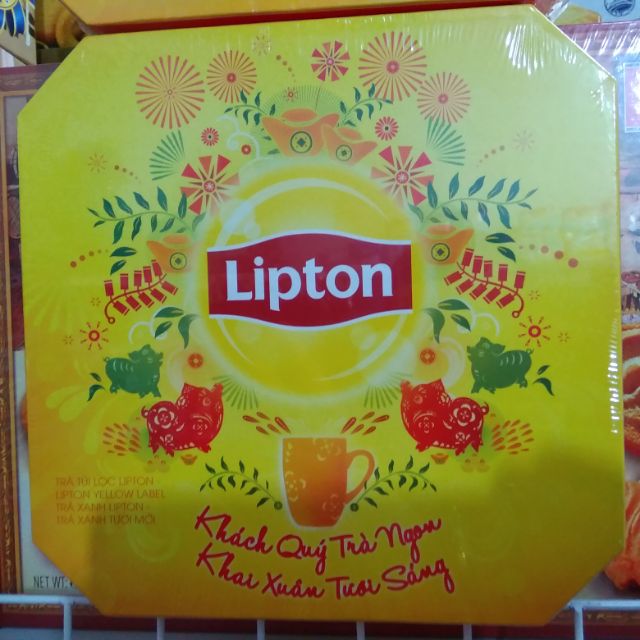 Lipton
TRÀ TÚI LỌC LIPTON -
LIPTON YELLOW LABEL
TRÀ XANH LIPTON -
TRÀ XANH TƯƠI MỚI
Khách Quý Trà Ngon
Khai Xuân Tươi Sáng
NET WT: